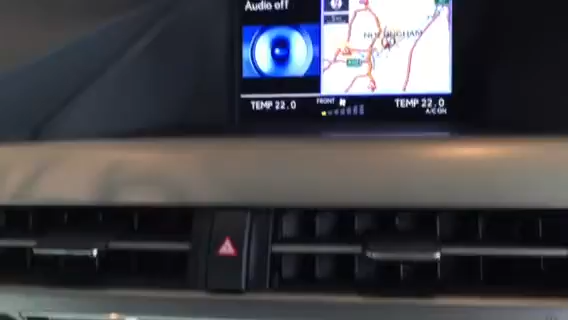 Audio off
NOTTINGHAM
TEMP 22.0
FRONT
TEMP 22.0
A/C ON